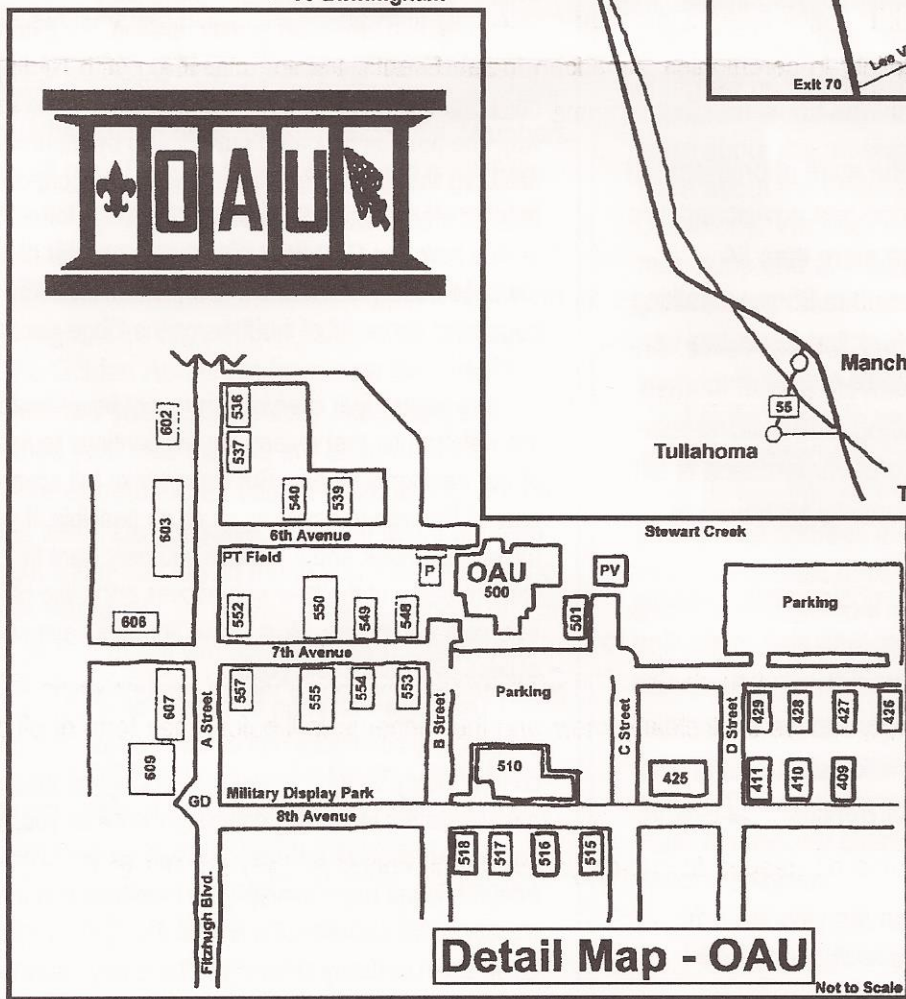 Exit 70
Lee V
OAU
Manch
55
Tullahoma
T
Stewart Creek
602
536
537
603
540
539
6th Avenue
PT Field
P
OAU
500
PV
Parking
606
552
550
549
548
501
7th Avenue
607
557
555
554
553
Parking
429
428
427
426
A Street
B Street
C Street
D Street
609
510
425
411
410
409
GD
Military Display Park
8th Avenue
518
517
516
515
Fitzhugh Blvd.
Detail Map - OAU
Not to Scale